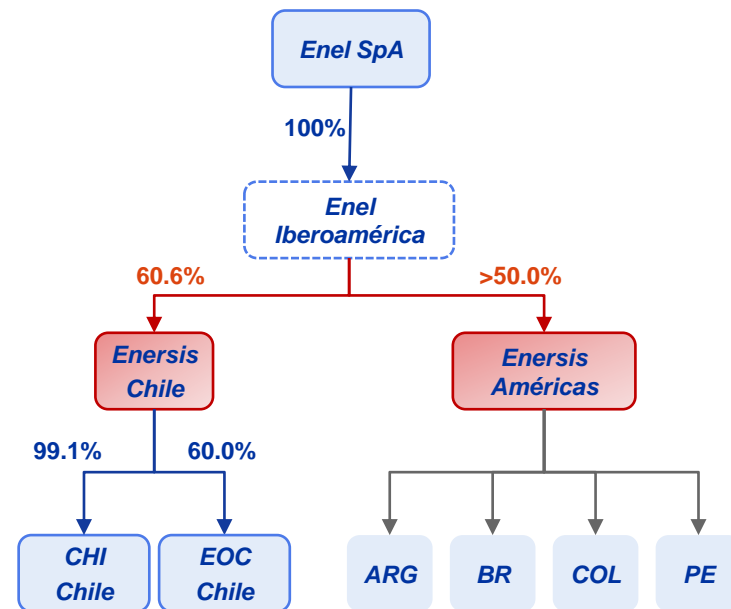 Enel SpA
100%
Enel
Iberoamérica
60.6%
>50.0%
Enersis
Chile
Enersis
Américas
99.1%
60.0%
CHI
Chile
EOC
Chile
ARG
BR
COL
PE